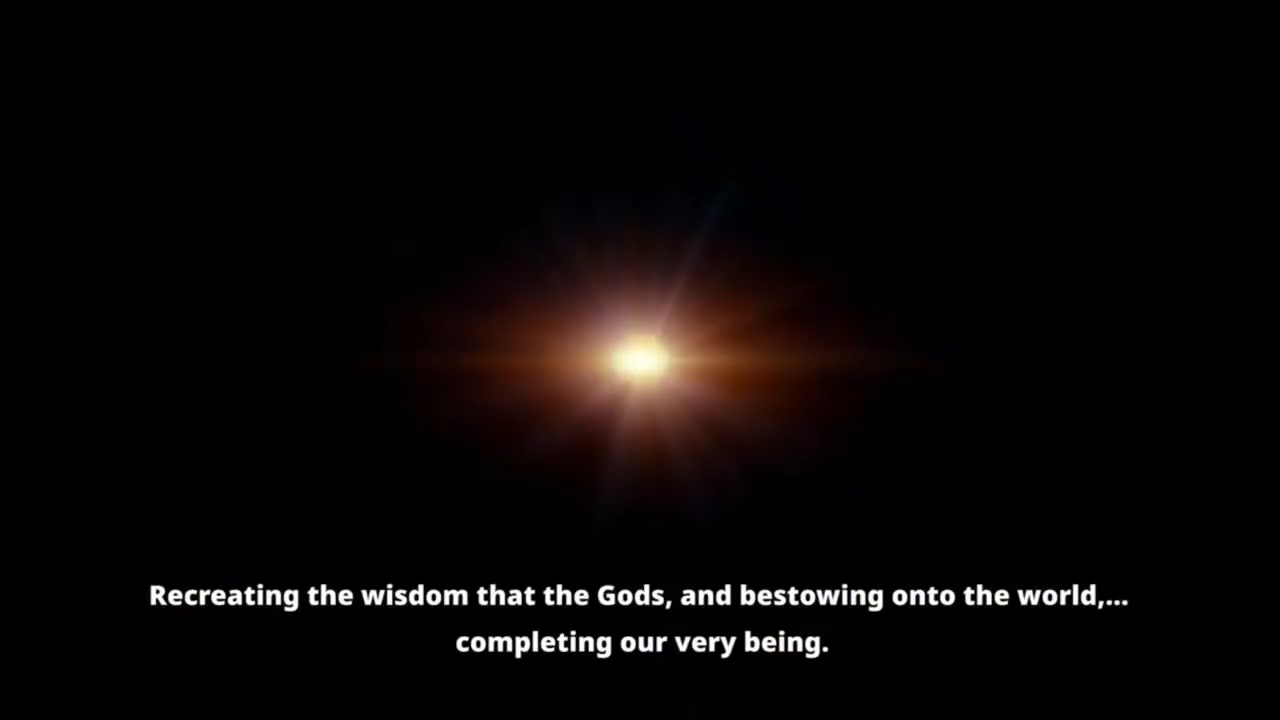 Recreating the wisdom that the Gods, and bestowing onto the world,...
completing our very being.